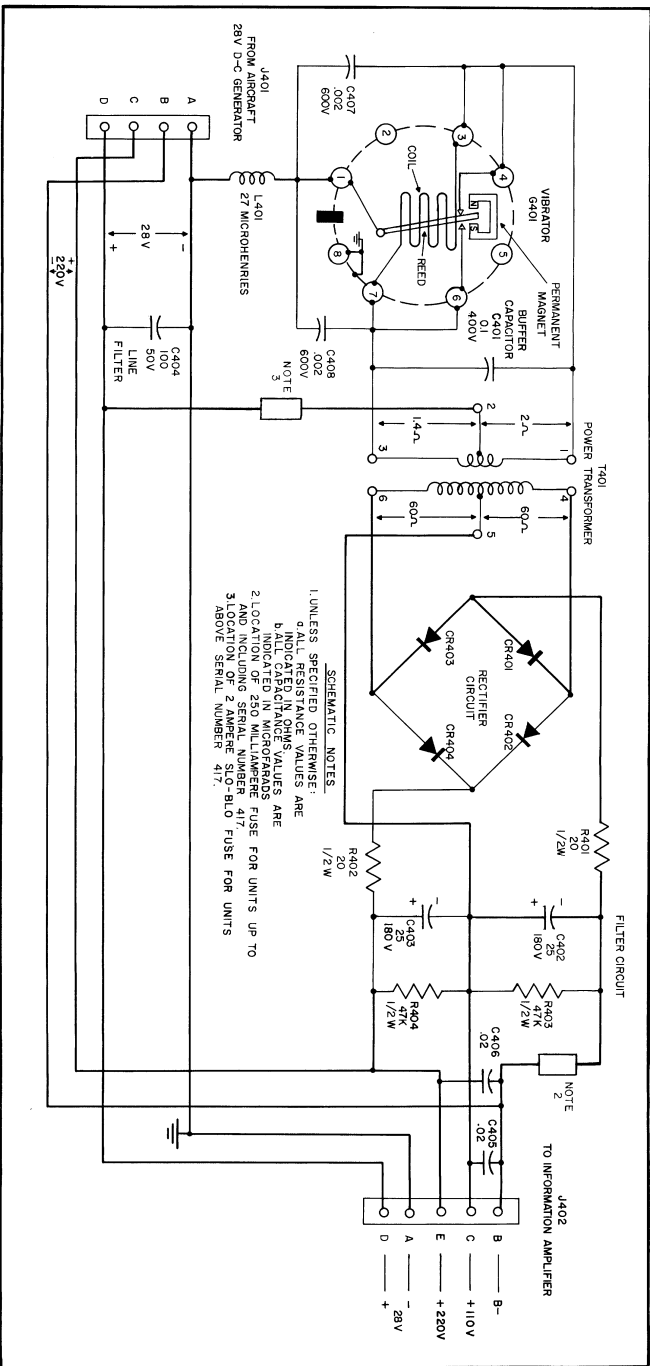 J401
FROM AIRCRAFT
28V D-C GENERATOR
A
B
C
D
C407
.002
600V
VIBRATOR
G401
1
2
3
4
5
6
7
8
COIL
REED
N
S
PERMANENT
MAGNET
L401
27 MICROHENRIES
BUFFER
CAPACITOR
C401
0.1
400V
C408
.002
600V
NOTE
3
-
28V
+
C404
100
50V
LINE
FILTER
+
220V
-
T401
POWER TRANSFORMER
1
2
3
2Ω
1.4Ω
4
5
6
60Ω
60Ω
CR401
CR402
CR403
CR404
RECTIFIER
CIRCUIT
FILTER CIRCUIT
R401
20
1/2W
R402
20
1/2W
-
C402
25
180V
+
-
C403
25
180V
+
R403
47K
1/2W
R404
47K
1/2W
NOTE
2
C406
.02
C405
.02
J402
TO INFORMATION AMPLIFIER
B B-
C +110V
E +220V
A -
28V
D +
SCHEMATIC NOTES
1. UNLESS SPECIFIED OTHERWISE:
a. ALL RESISTANCE VALUES ARE
INDICATED IN OHMS
b. ALL CAPACITANCE VALUES ARE
INDICATED IN MICROFARADS
2. LOCATION OF 250 MILLIAMPERE FUSE FOR UNITS UP TO
AND INCLUDING SERIAL NUMBER 417.
3. LOCATION OF 2 AMPERE SLO-BLO FUSE FOR UNITS
ABOVE SERIAL NUMBER 417.